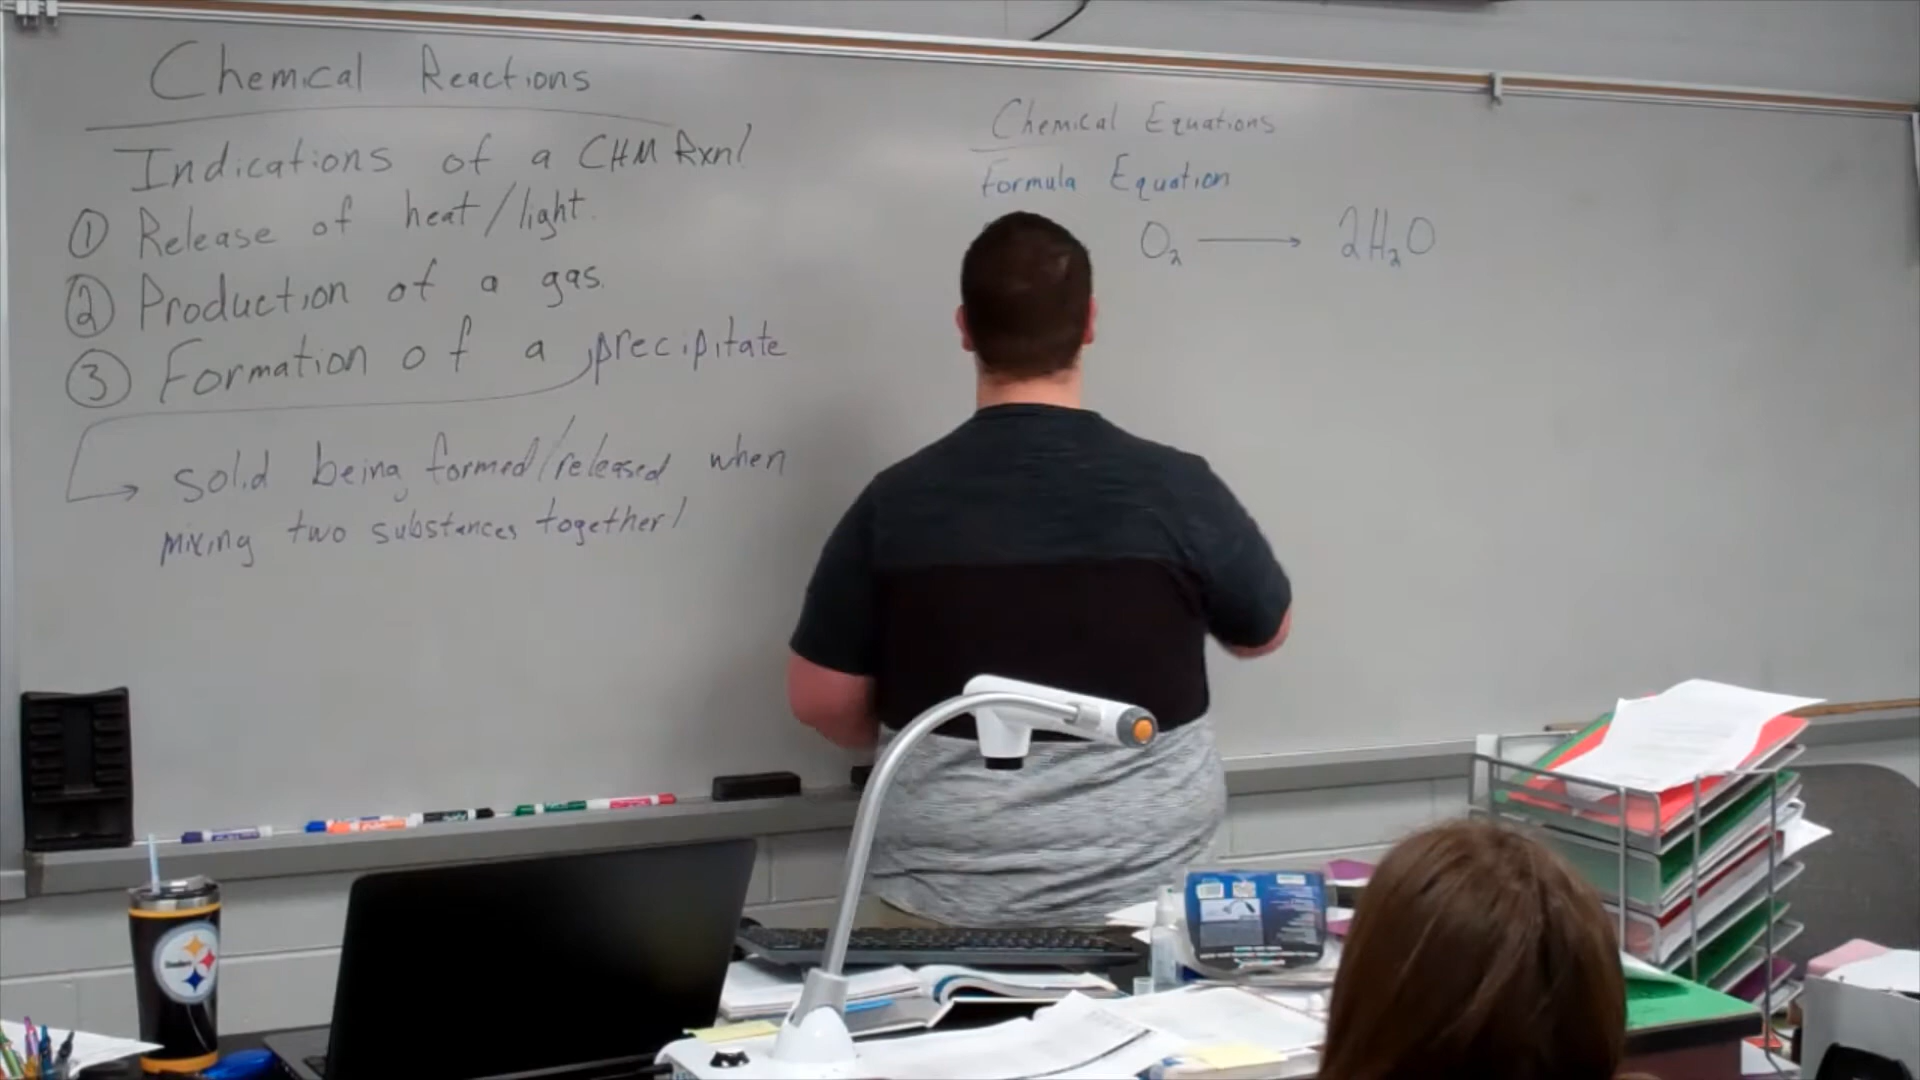 Chemical Reactions
Indications of a CHM Rxn!
① Release of heat/light.
② Production of a gas.
③ Formation of a precipitate
solid being formed/released when
mixing two substances together!
Chemical Equations
Formula Equation
O₂ → 2H₂O
Steelers